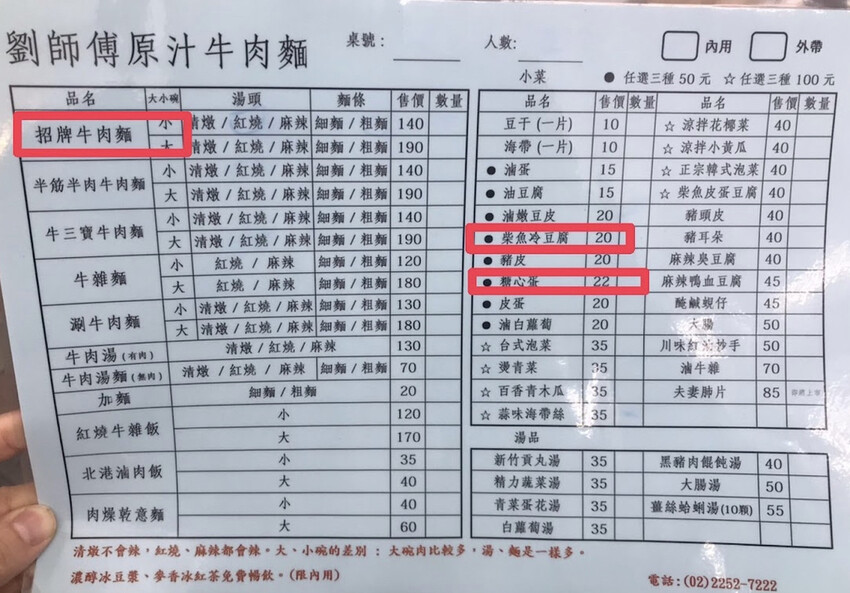 劉師傅原汁牛肉麵 桌號: 人數: 內用 外帶
小菜 ● 任選三種 50 元 ☆ 任選三種 100 元
品名 大小碗 湯頭 麵條 售價 數量
招牌牛肉麵 小 清燉 / 紅燒 / 麻辣 細麵 / 粗麵 140
大 清燉 / 紅燒 / 麻辣 細麵 / 粗麵 190
半筋半肉牛肉麵 小 清燉 / 紅燒 / 麻辣 細麵 / 粗麵 140
大 清燉 / 紅燒 / 麻辣 細麵 / 粗麵 190
牛三寶牛肉麵 小 清燉 / 紅燒 / 麻辣 細麵 / 粗麵 140
大 清燉 / 紅燒 / 麻辣 細麵 / 粗麵 190
牛雜麵 小 紅燒 / 麻辣 細麵 / 粗麵 120
大 紅燒 / 麻辣 細麵 / 粗麵 180
涮牛肉麵 小 清燉 / 紅燒 / 麻辣 細麵 / 粗麵 130
大 清燉 / 紅燒 / 麻辣 細麵 / 粗麵 180
牛肉湯 (有肉) 清燉 / 紅燒 / 麻辣 130
牛肉湯麵 (無肉) 清燉 / 紅燒 / 麻辣 細麵 / 粗麵 70
加麵 細麵 / 粗麵 20
紅燒牛雜飯 小 120
大 170
北港滷肉飯 小 35
大 40
肉燥乾意麵 小 40
大 60
品名 售價 數量 品名 售價 數量
豆干 (一片) 10 ☆ 涼拌花椰菜 40
海帶 (一片) 10 ☆ 涼拌小黃瓜 40
● 滷蛋 15 ☆ 正宗韓式泡菜 40
● 油豆腐 15 ☆ 柴魚皮蛋豆腐 40
● 滷燉豆皮 20 豬頭皮 40
● 柴魚冷豆腐 20 豬耳朵 40
● 豬皮 20 麻辣臭豆腐 40
● 糖心蛋 22 麻辣鴨血豆腐 45
● 皮蛋 20 醃鹹蜆仔 45
● 滷白蘿蔔 20 大腸 50
☆ 台式泡菜 35 川味紅油抄手 50
☆ 燙青菜 35 滷牛雜 70
☆ 百香青木瓜 35 夫妻肺片 85
☆ 蒜味海帶絲 35
湯品
新竹貢丸湯 35 黑豬肉餛飩湯 40
精力蔬菜湯 35 大腸湯 50
青菜蛋花湯 35 薑絲蛤蜊湯 (10顆) 55
白蘿蔔湯 35
清燉不會辣，紅燒、麻辣都會辣。大、小碗的差別 : 大碗肉比較多，湯、麵是一樣多。
濃醇冰豆漿、麥香冰紅茶免費暢飲。(限內用) 電話:(02)2252-7222